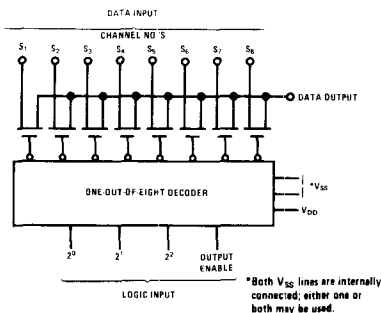 DATA INPUT
CHANNEL NO'S
S1 S2 S3 S4 S5 S6 S7 S8
DATA OUTPUT
ONE-OUT-OF-EIGHT DECODER
*VSS
VDD
2⁰ 2¹ 2² OUTPUT ENABLE
LOGIC INPUT
*Both VSS lines are internally
connected; either one or
both may be used.